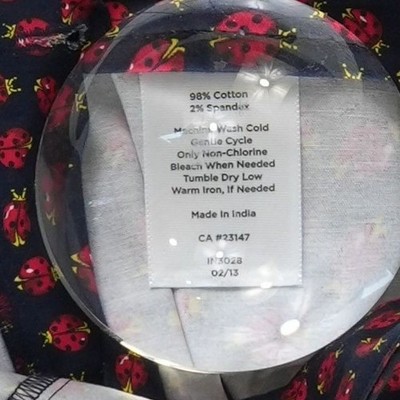 98% Cotton
2% Spandex
Machine Wash Cold
Gentle Cycle
Only Non-Chlorine
Bleach When Needed
Tumble Dry Low
Warm Iron, If Needed
Made In India
CA #23147
IN3028
02/13